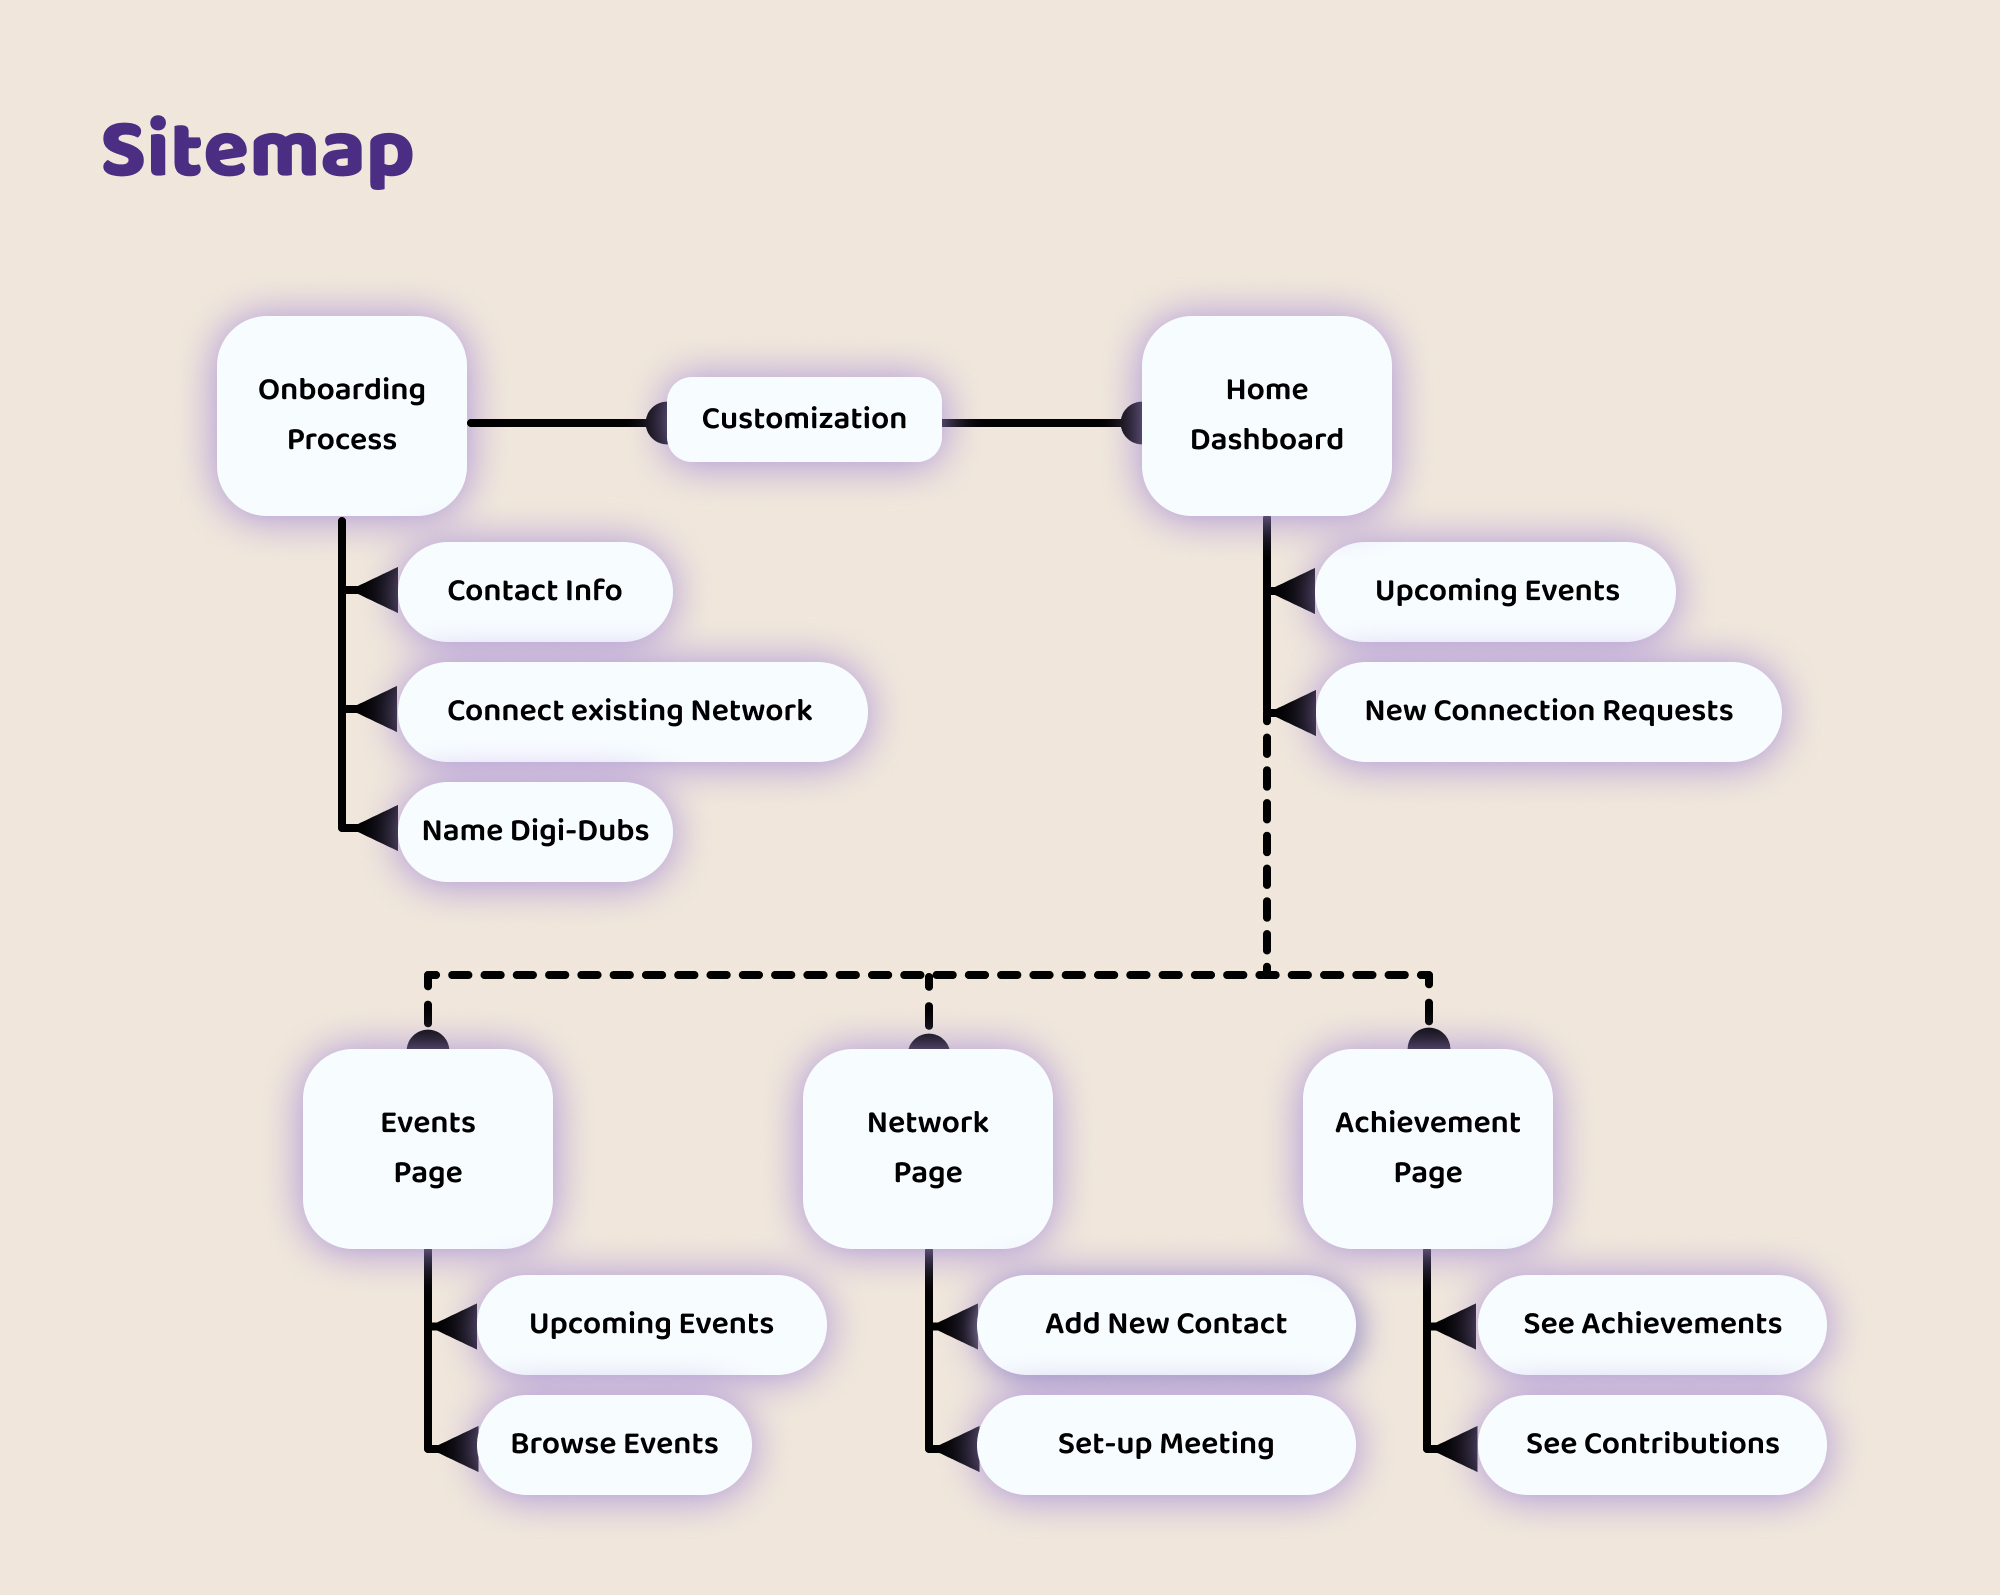 Sitemap
Onboarding
Process
Customization
Home
Dashboard
Contact Info
Connect existing Network
Name Digi-Dubs
Upcoming Events
New Connection Requests
Events
Page
Network
Page
Achievement
Page
Upcoming Events
Browse Events
Add New Contact
Set-up Meeting
See Achievements
See Contributions